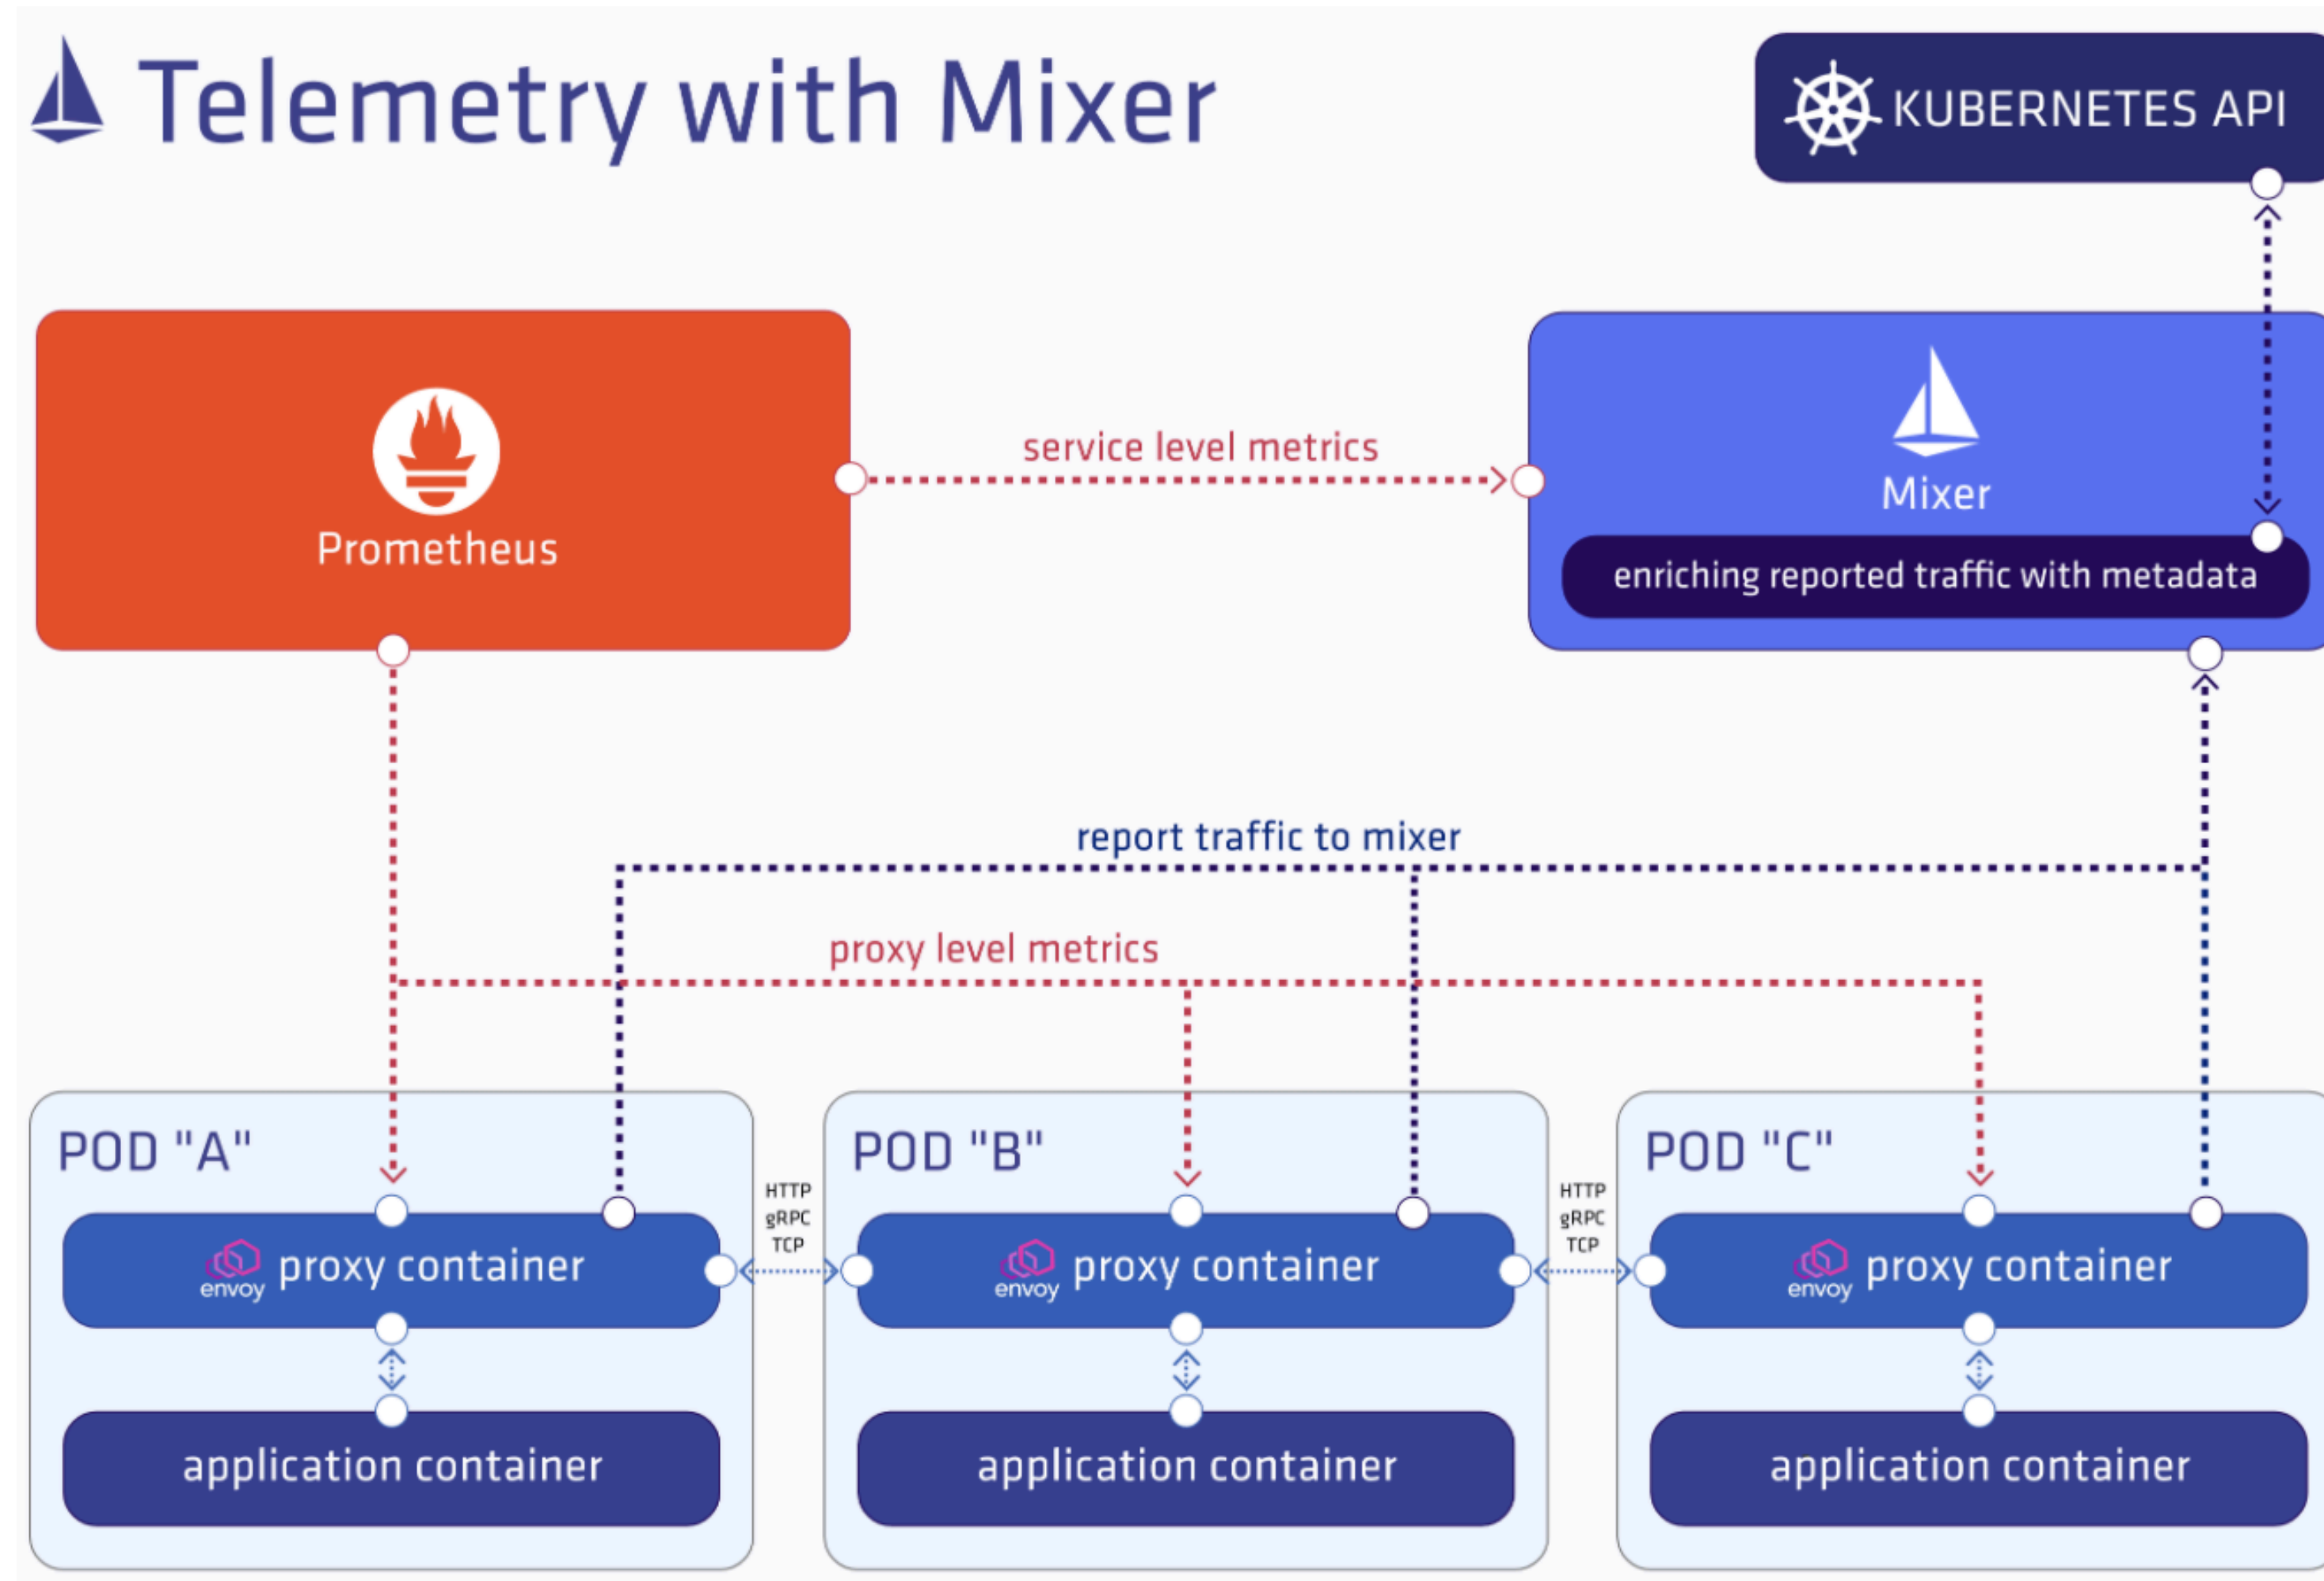 Telemetry with Mixer
KUBERNETES API
Prometheus
service level metrics
Mixer
enriching reported traffic with metadata
report traffic to mixer
proxy level metrics
POD "A"
POD "B"
POD "C"
HTTP
gRPC
TCP
HTTP
gRPC
TCP
envoy
proxy container
envoy
proxy container
envoy
proxy container
application container
application container
application container